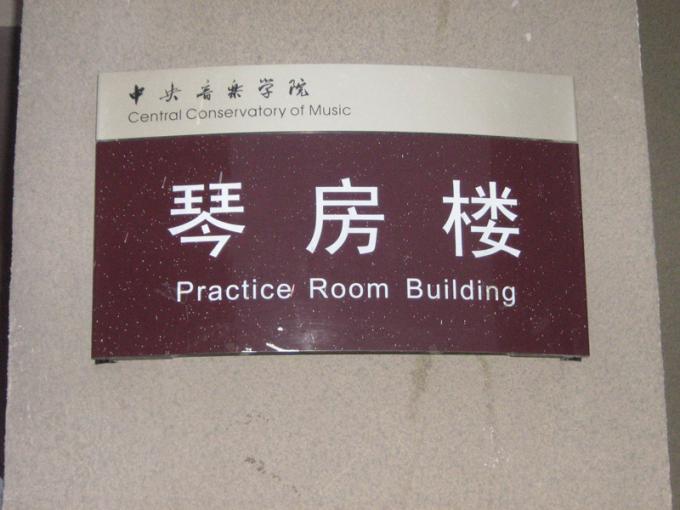 中央音乐学院
Central Conservatory of Music
琴房楼
Practice Room Building